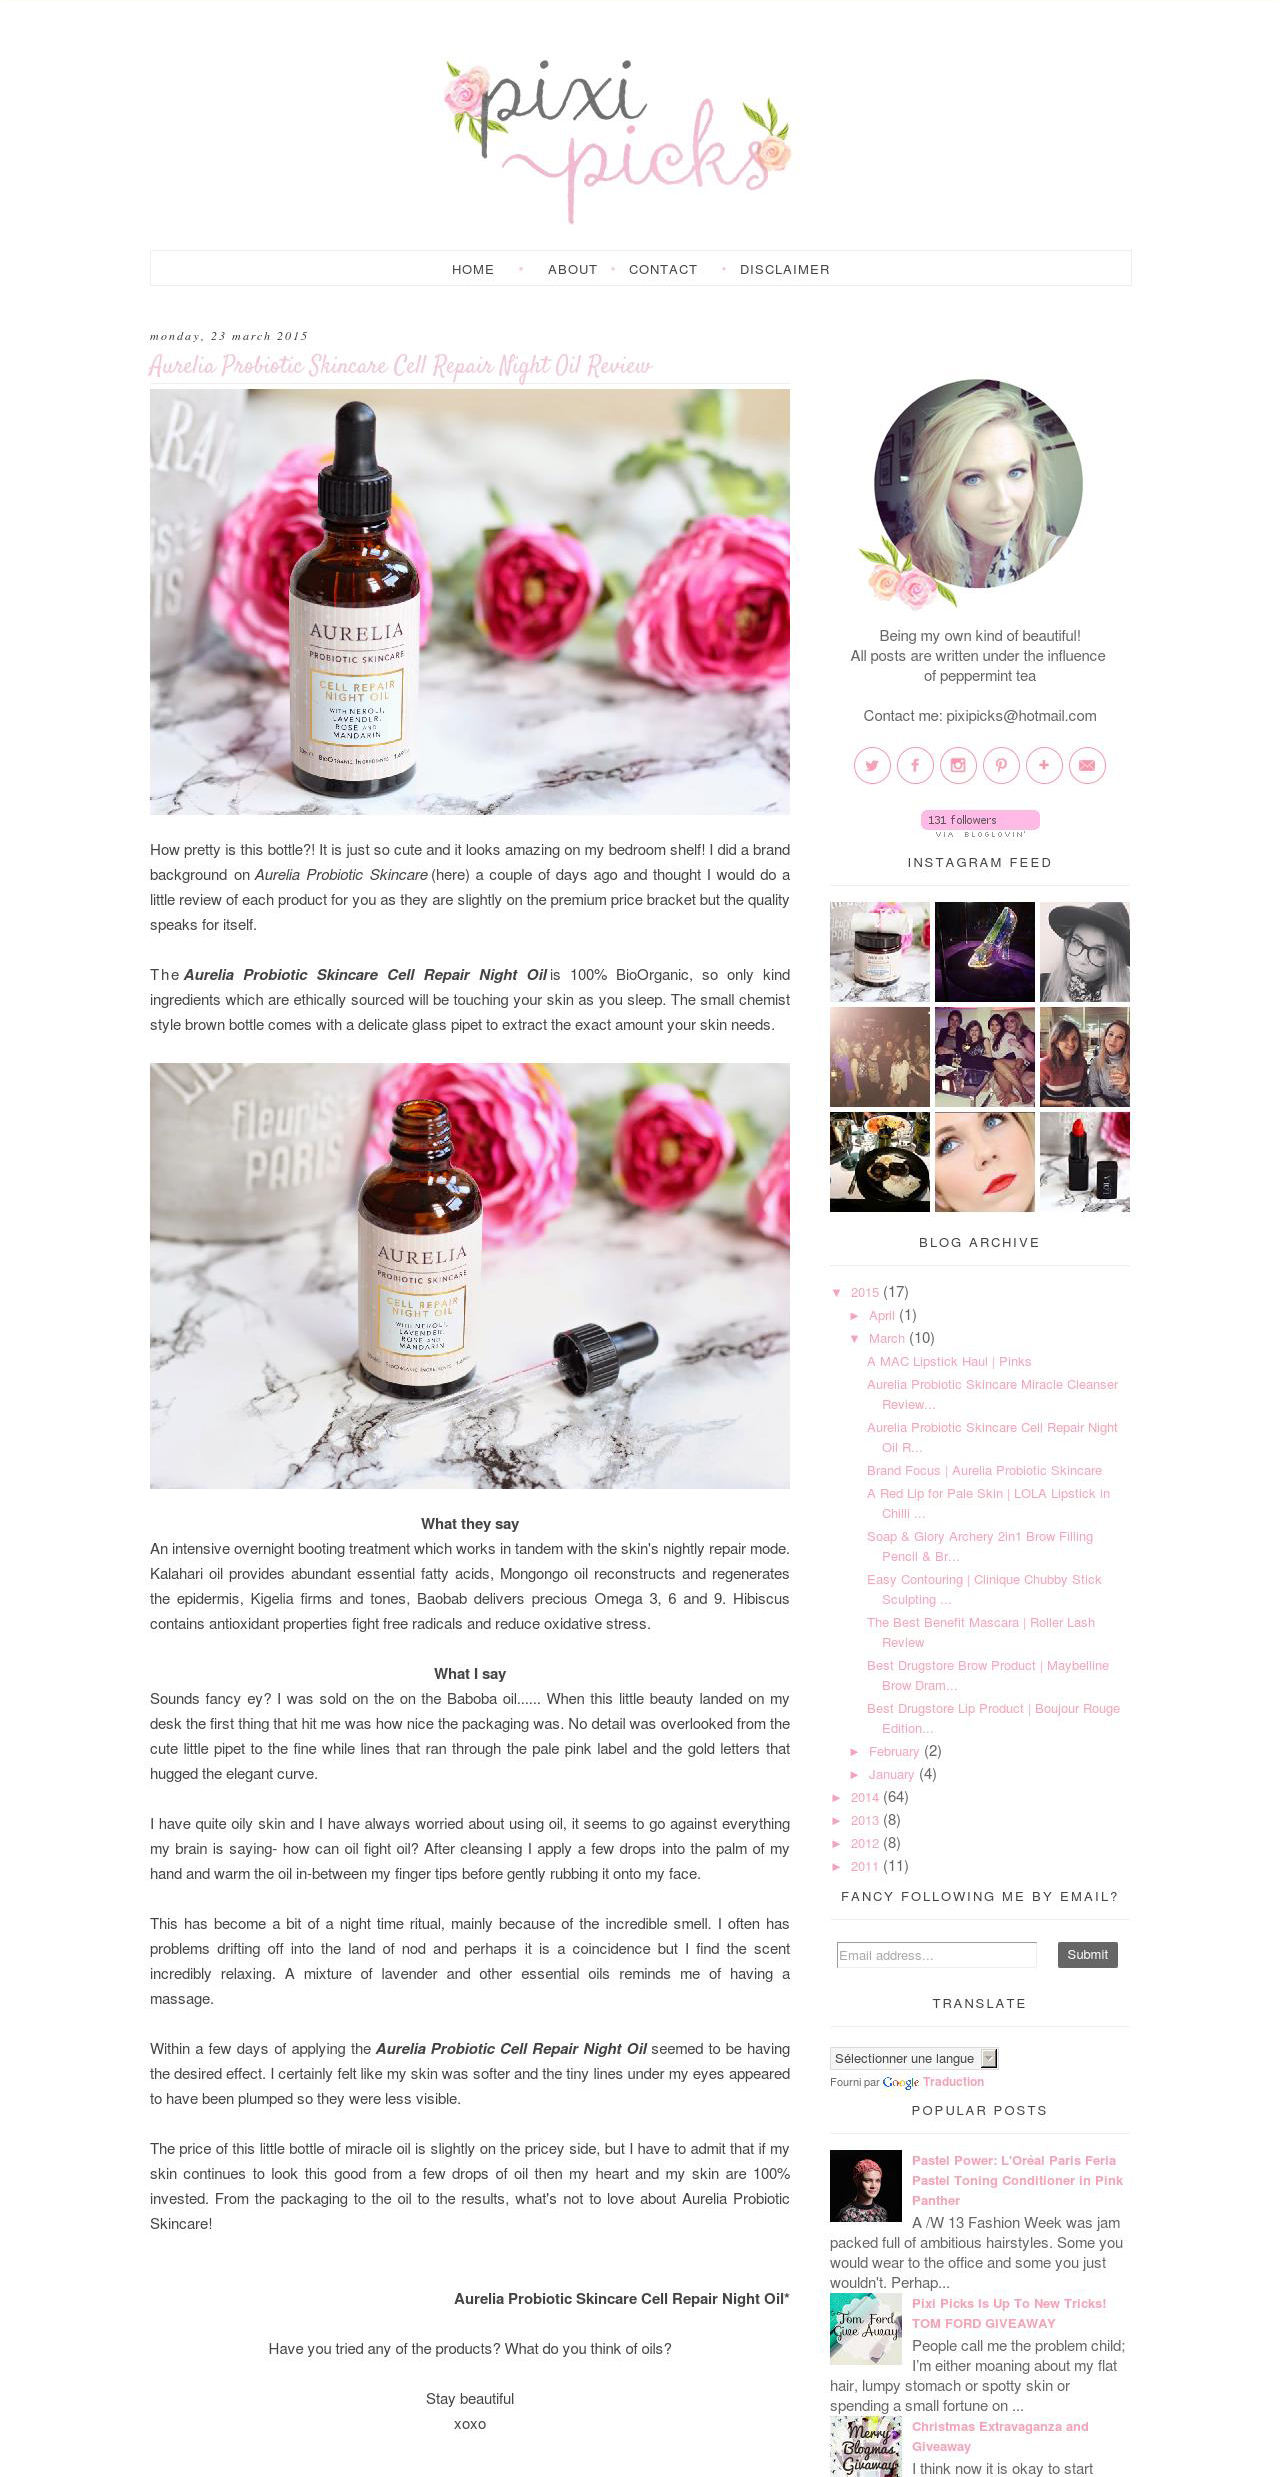 pixi
picks
HOME • ABOUT • CONTACT • DISCLAIMER
monday, 23 march 2015
Aurelia Probiotic Skincare Cell Repair Night Oil Review
AURELIA
PROBIOTIC SKINCARE
CELL REPAIR
NIGHT OIL
WITH NEROLI,
LAVENDER,
ROSE AND
MANDARIN
BIOORGANIC INGREDIENTS
How pretty is this bottle?! It is just so cute and it looks amazing on my bedroom shelf! I did a brand
background on Aurelia Probiotic Skincare (here) a couple of days ago and thought I would do a
little review of each product for you as they are slightly on the premium price bracket but the quality
speaks for itself.
The Aurelia Probiotic Skincare Cell Repair Night Oil is 100% BioOrganic, so only kind
ingredients which are ethically sourced will be touching your skin as you sleep. The small chemist
style brown bottle comes with a delicate glass pipet to extract the exact amount your skin needs.
fleuriste
PARIS
AURELIA
PROBIOTIC SKINCARE
CELL REPAIR
NIGHT OIL
WITH NEROLI,
LAVENDER,
ROSE AND
MANDARIN
BIOORGANIC INGREDIENTS
What they say
An intensive overnight booting treatment which works in tandem with the skin's nightly repair mode.
Kalahari oil provides abundant essential fatty acids, Mongongo oil reconstructs and regenerates
the epidermis, Kigelia firms and tones, Baobab delivers precious Omega 3, 6 and 9. Hibiscus
contains antioxidant properties fight free radicals and reduce oxidative stress.
What I say
Sounds fancy ey? I was sold on the on the Baboba oil...... When this little beauty landed on my
desk the first thing that hit me was how nice the packaging was. No detail was overlooked from the
cute little pipet to the fine while lines that ran through the pale pink label and the gold letters that
hugged the elegant curve.
I have quite oily skin and I have always worried about using oil, it seems to go against everything
my brain is saying- how can oil fight oil? After cleansing I apply a few drops into the palm of my
hand and warm the oil in-between my finger tips before gently rubbing it onto my face.
This has become a bit of a night time ritual, mainly because of the incredible smell. I often has
problems drifting off into the land of nod and perhaps it is a coincidence but I find the scent
incredibly relaxing. A mixture of lavender and other essential oils reminds me of having a
massage.
Within a few days of applying the Aurelia Probiotic Cell Repair Night Oil seemed to be having
the desired effect. I certainly felt like my skin was softer and the tiny lines under my eyes appeared
to have been plumped so they were less visible.
The price of this little bottle of miracle oil is slightly on the pricey side, but I have to admit that if my
skin continues to look this good from a few drops of oil then my heart and my skin are 100%
invested. From the packaging to the oil to the results, what's not to love about Aurelia Probiotic
Skincare!
Aurelia Probiotic Skincare Cell Repair Night Oil*
Have you tried any of the products? What do you think of oils?
Stay beautiful
xoxo
Being my own kind of beautiful!
All posts are written under the influence
of peppermint tea
Contact me: pixipicks@hotmail.com
131 followers
VIA BLOGLOVIN'
INSTAGRAM FEED
LOLA
BLOG ARCHIVE
▼ 2015 (17)
► April (1)
▼ March (10)
A MAC Lipstick Haul | Pinks
Aurelia Probiotic Skincare Miracle Cleanser
Review...
Aurelia Probiotic Skincare Cell Repair Night
Oil R...
Brand Focus | Aurelia Probiotic Skincare
A Red Lip for Pale Skin | LOLA Lipstick in
Chilli ...
Soap & Glory Archery 2in1 Brow Filling
Pencil & Br...
Easy Contouring | Clinique Chubby Stick
Sculpting ...
The Best Benefit Mascara | Roller Lash
Review
Best Drugstore Brow Product | Maybelline
Brow Dram...
Best Drugstore Lip Product | Boujour Rouge
Edition...
► February (2)
► January (4)
► 2014 (64)
► 2013 (8)
► 2012 (8)
► 2011 (11)
FANCY FOLLOWING ME BY EMAIL?
Email address... Submit
TRANSLATE
Sélectionner une langue
Fourni par Google Traduction
POPULAR POSTS
Pastel Power: L'Oréal Paris Feria
Pastel Toning Conditioner in Pink
Panther
A /W 13 Fashion Week was jam
packed full of ambitious hairstyles. Some you
would wear to the office and some you just
wouldn't. Perhap...
Tom Ford
Give Away
Pixi Picks Is Up To New Tricks!
TOM FORD GIVEAWAY
People call me the problem child;
I'm either moaning about my flat
hair, lumpy stomach or spotty skin or
spending a small fortune on ...
Merry
Blogmas
Givaway
Christmas Extravaganza and
Giveaway
I think now it is okay to start